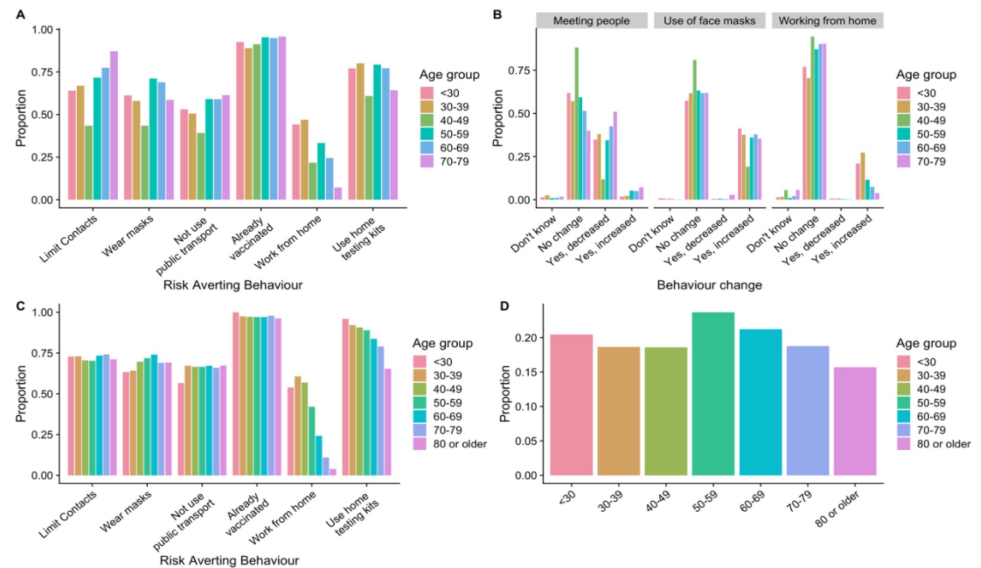 A
1.00
0.75
0.50
0.25
0.00
Proportion
Limit Contacts
Wear masks
Not use
public transport
Already
vaccinated
Work from home
Use home
testing kits
Risk Averting Behaviour
Age group
<30
30-39
40-49
50-59
60-69
70-79
B
Meeting people
Use of face masks
Working from home
0.75
0.50
0.25
0.00
Proportion
Don't know
No change
Yes, decreased
Yes, increased
Don't know
No change
Yes, decreased
Yes, increased
Don't know
No change
Yes, decreased
Yes, increased
Behaviour change
Age group
<30
30-39
40-49
50-59
60-69
70-79
C
1.00
0.75
0.50
0.25
0.00
Proportion
Limit Contacts
Wear masks
Not use
public transport
Already
vaccinated
Work from home
Use home
testing kits
Risk Averting Behaviour
Age group
<30
30-39
40-49
50-59
60-69
70-79
80 or older
D
0.20
0.15
0.10
0.05
0.00
Proportion
<30
30-39
40-49
50-59
60-69
70-79
80 or older
Age group
<30
30-39
40-49
50-59
60-69
70-79
80 or older